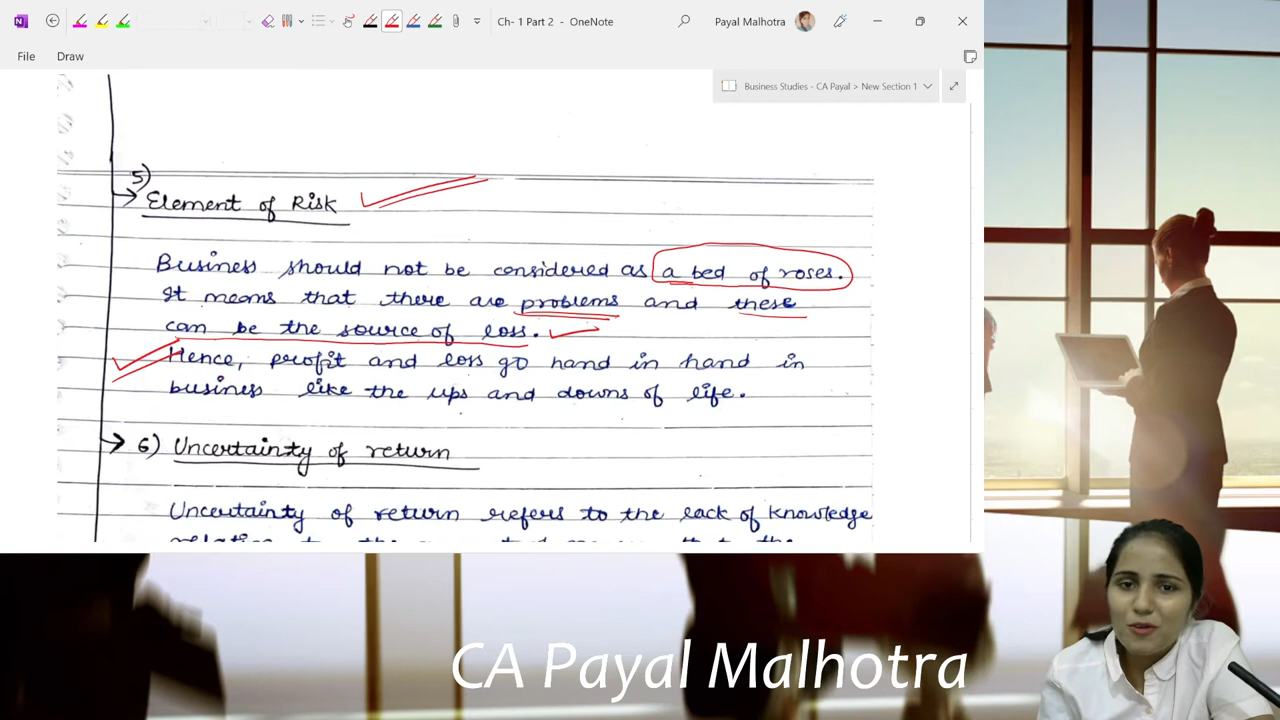 Ch- 1 Part 2 - OneNote
Payal Malhotra
File Draw
Business Studies - CA Payal > New Section 1
5)
Element of Risk
Business should not be considered as a bed of roses.
It means that there are problems and these
can be the source of loss.
Hence, profit and loss go hand in hand in
business like the ups and downs of life.
6) Uncertainty of return
Uncertainty of return refers to the lack of knowledge
CA Payal Malhotra